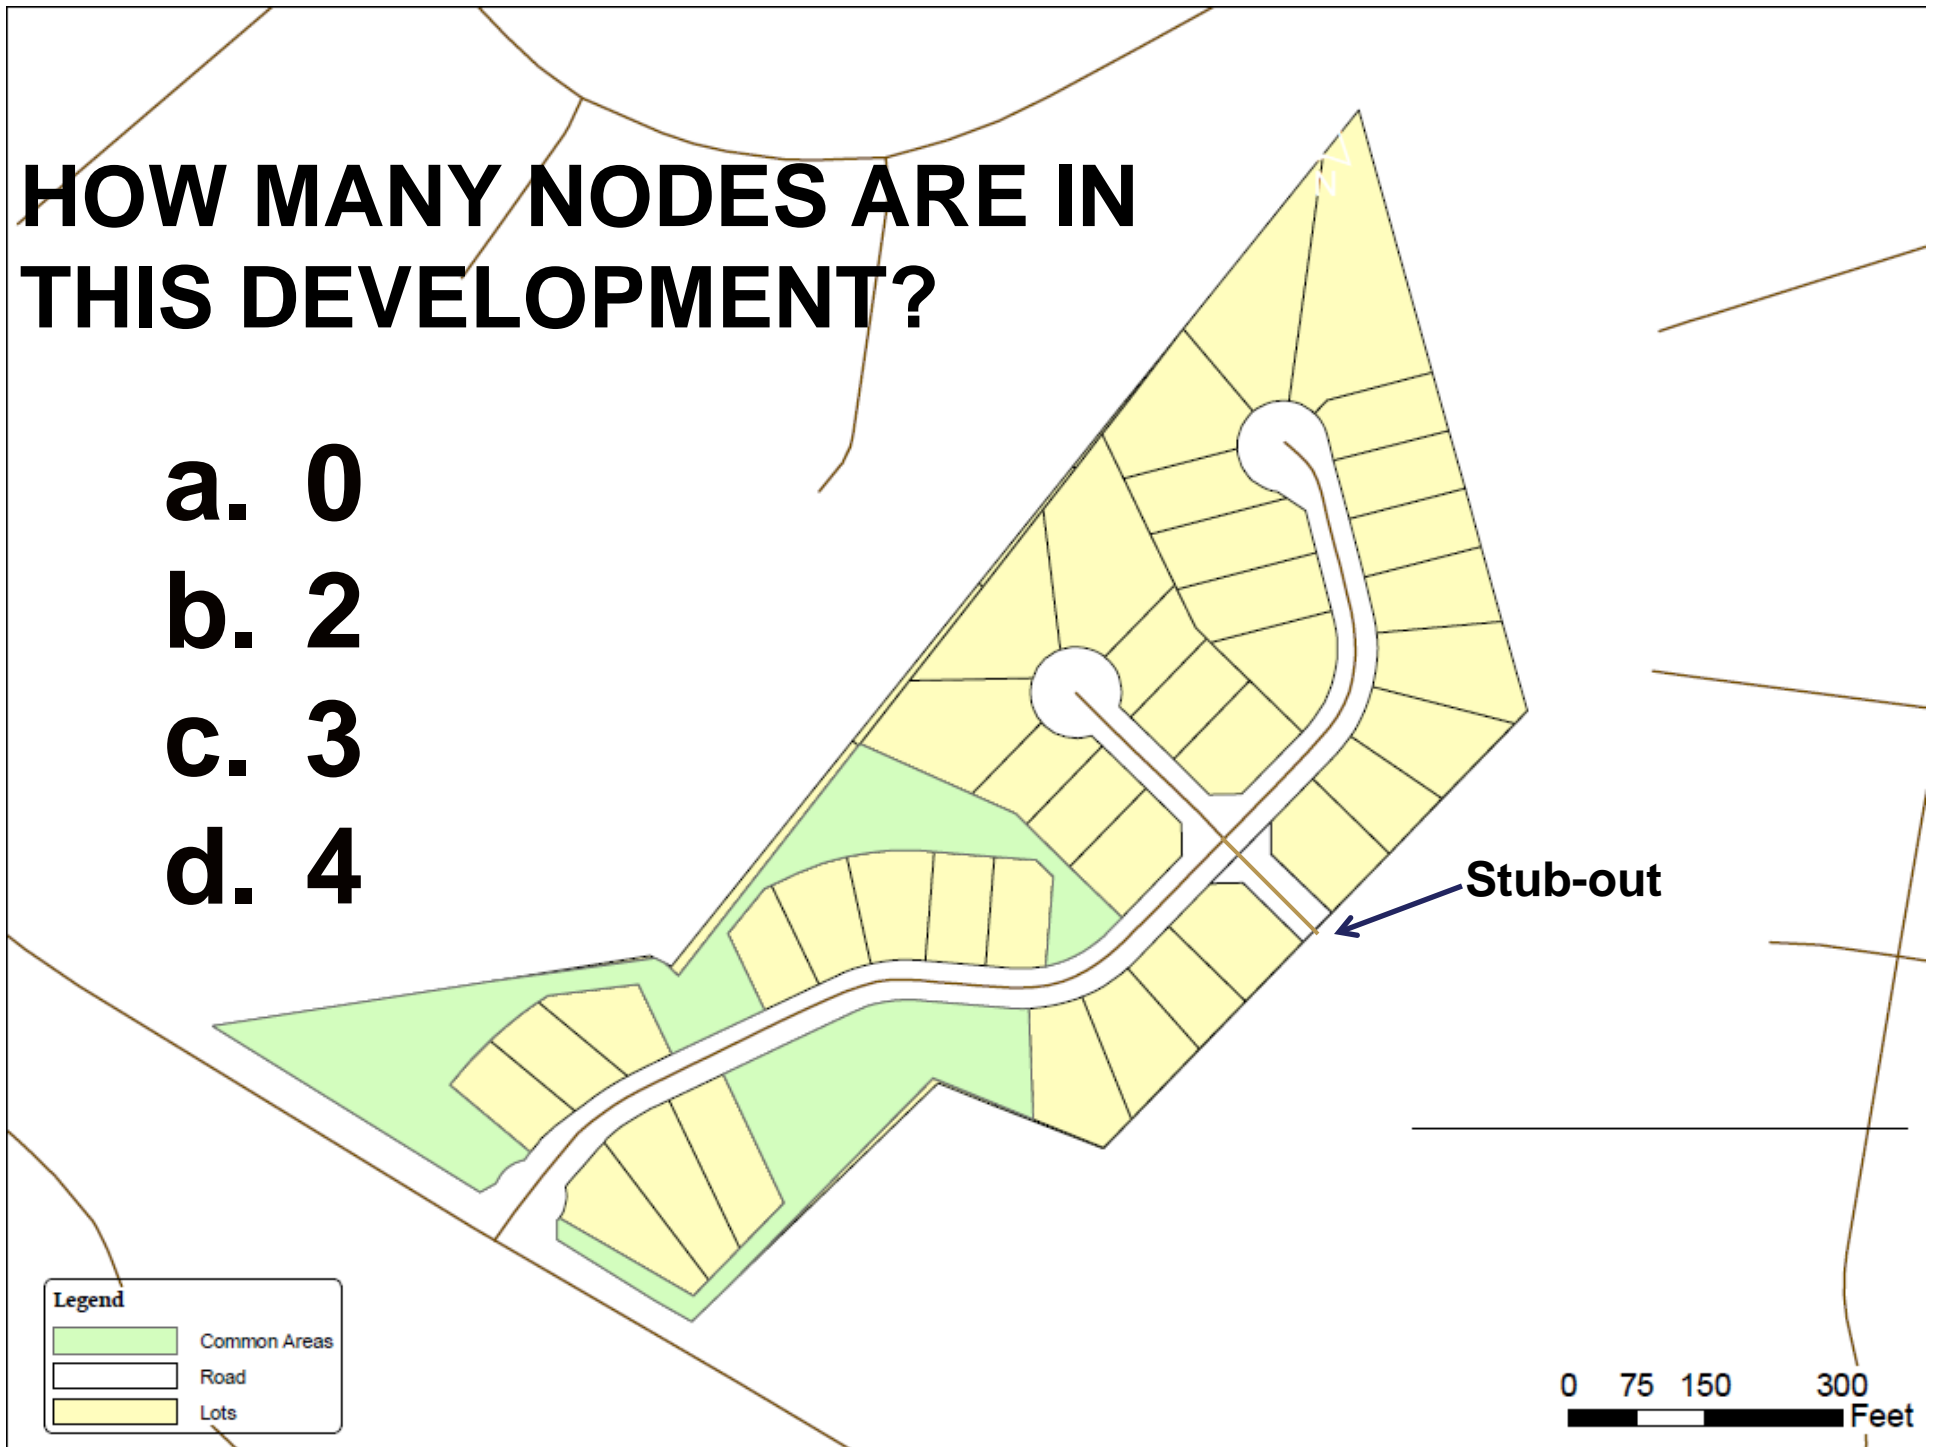 HOW MANY NODES ARE IN
THIS DEVELOPMENT?
a. 0
b. 2
c. 3
d. 4
Stub-out
Legend
Common Areas
Road
Lots
0 75 150 300
Feet